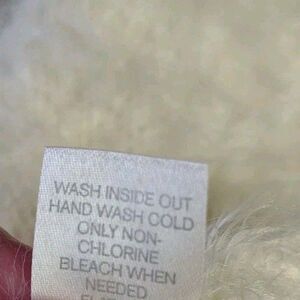 WASH INSIDE OUT
HAND WASH COLD
ONLY NON-
CHLORINE
BLEACH WHEN
NEEDED